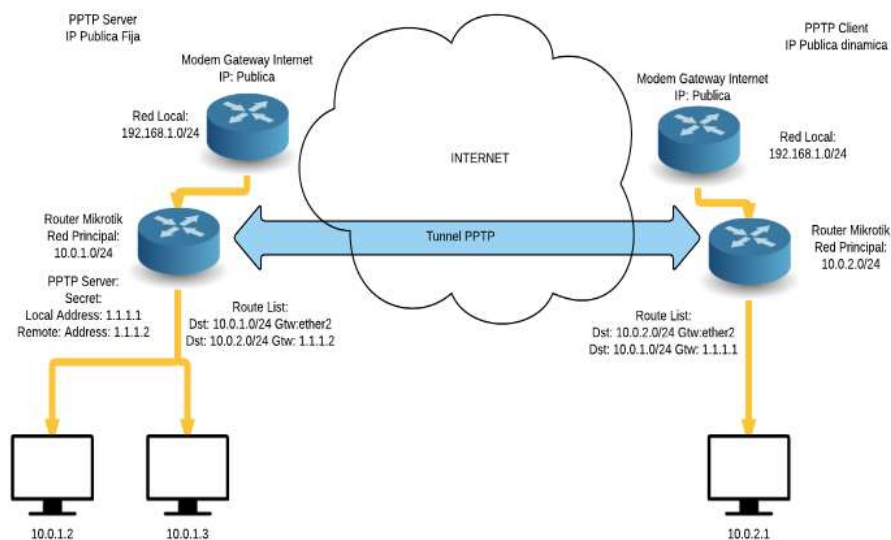 PPTP Server
IP Publica Fija
Modem Gateway Internet
IP: Publica
Red Local:
192.168.1.0/24
Router Mikrotik
Red Principal:
10.0.1.0/24
PPTP Server:
Secret:
Local Address: 1.1.1.1
Remote: Address: 1.1.1.2
Route List:
Dst: 10.0.1.0/24 Gtw:ether2
Dst: 10.0.2.0/24 Gtw: 1.1.1.2
10.0.1.2
10.0.1.3
INTERNET
Tunnel PPTP
PPTP Client
IP Publica dinamica
Modem Gateway Internet
IP: Publica
Red Local:
192.168.1.0/24
Router Mikrotik
Red Principal:
10.0.2.0/24
Route List:
Dst: 10.0.2.0/24 Gtw:ether2
Dst: 10.0.1.0/24 Gtw: 1.1.1.1
10.0.2.1